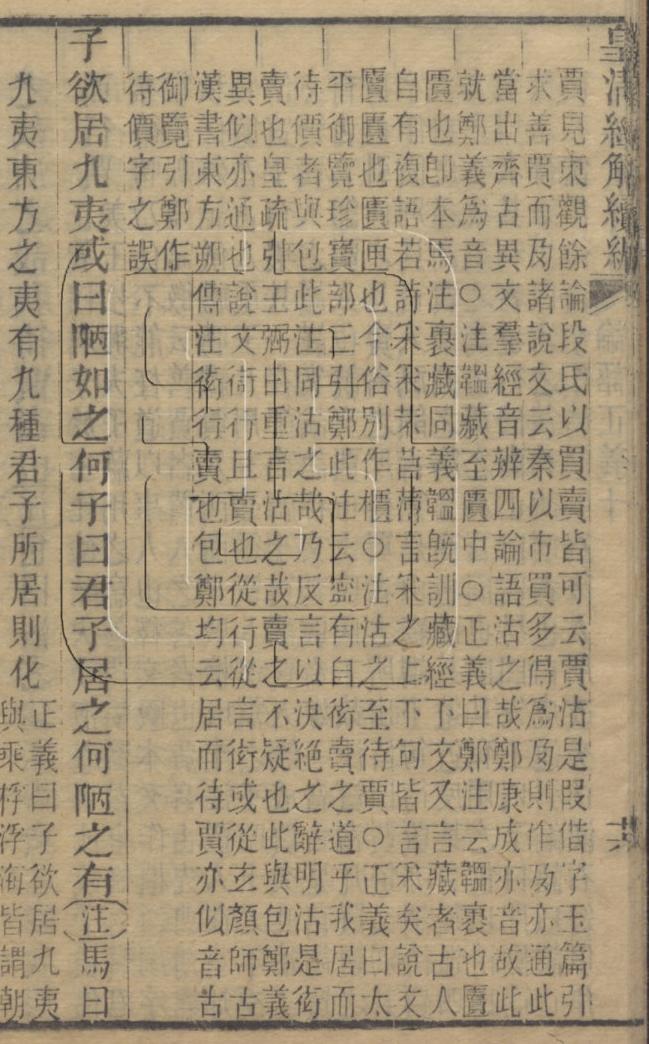 皇清經解續編
賈見東觀餘論段氏以買賣皆可云賈沽是叚借字玉篇引
求善賈而及諸說文云秦以市買多得爲及則作及亦通此
當出齊古異文羣經音辨四論語沽之哉鄭康成亦音故此
就鄭義爲音○注韞藏至匵中○正義曰鄭注云韞裹也匵
匱也卽本馬注裹藏同義韞旣訓藏經下文又言藏者古人
自有複語若詩采采芣苢薄言采之上下句皆言采矣說文
匵匱也匱匣也今俗別作櫃○注沽之至待賈○正義曰太
平御覽珍寶部三引鄭此注云寧有自衒賣之道乎我居而
待價者與包此注同沽之哉乃反言以決絕之辭明沽是衒
賣也皇疏引王弼曰重言沽之哉賣之不疑也此與包鄭義
異似亦通也說文衒行且賣也從行從言衒或從玄顏師古
漢書東方朔傳注衒行賣也包鄭均云居而待賈亦似音古
御覽引鄭作
待價字之誤
子欲居九夷或曰陋如之何子曰君子居之何陋之有注馬曰
九夷東方之夷有九種君子所居則化
正義曰子欲居九夷
與乘桴浮海皆謂朝